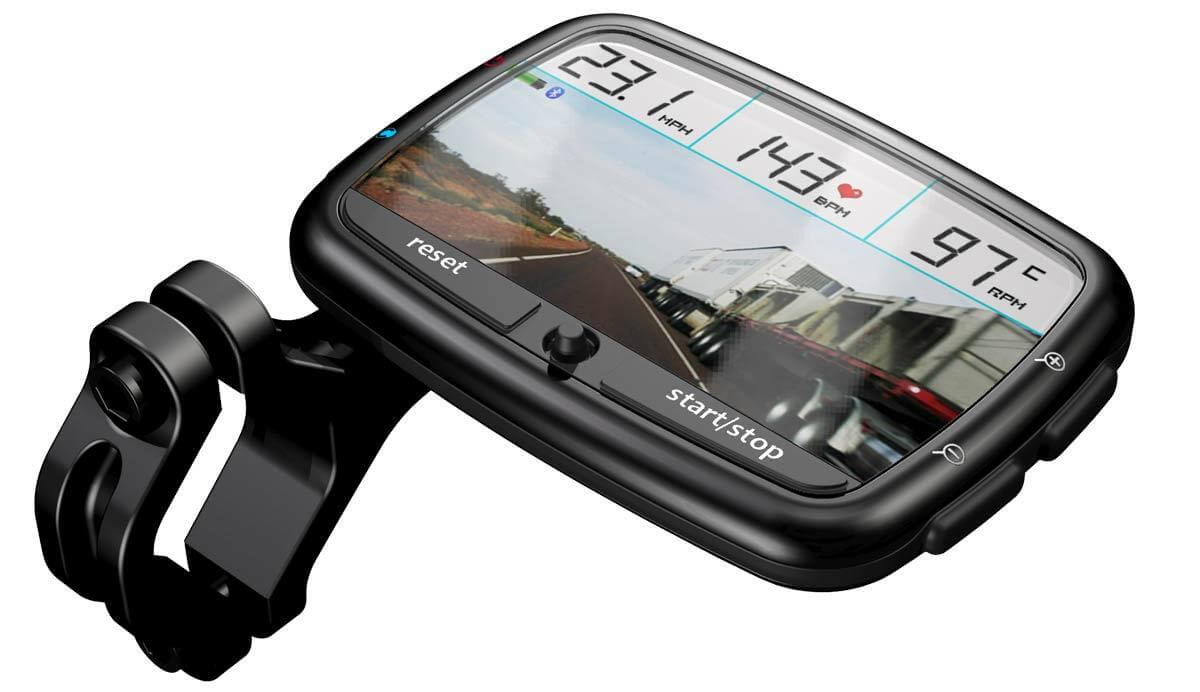 23.1 MPH
143 BPM
97 C RPM
reset
start/stop